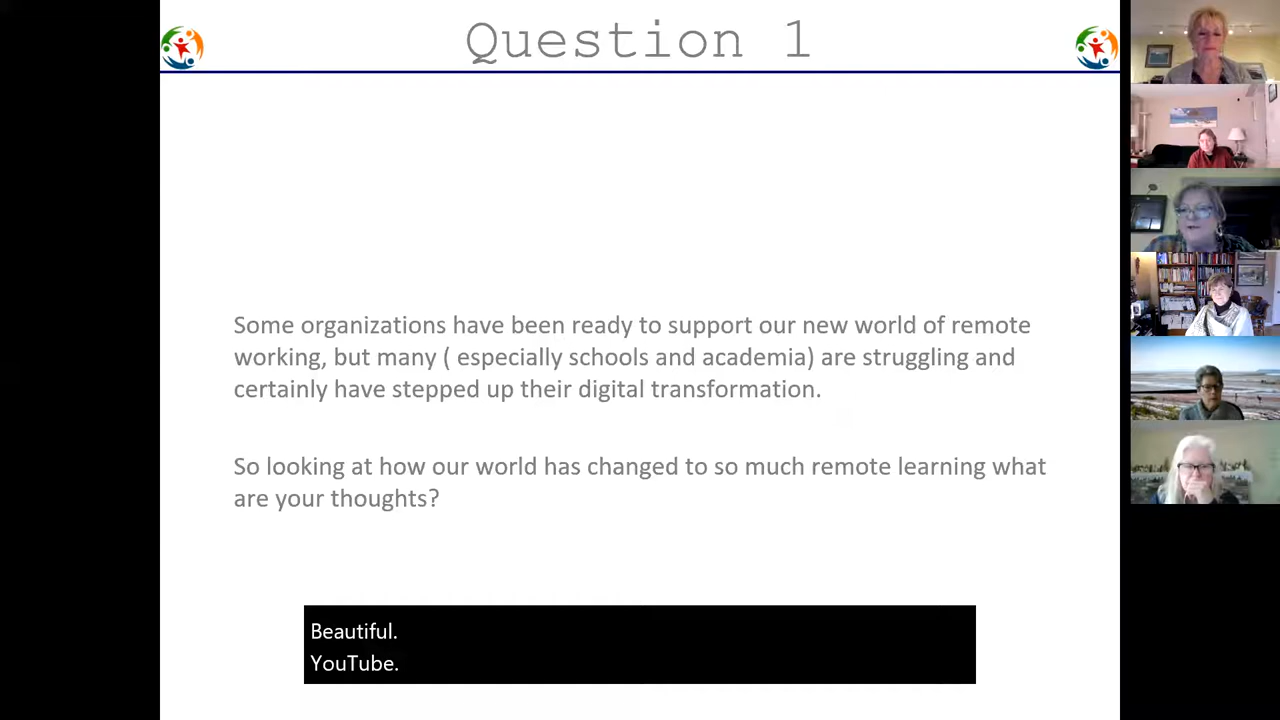 Question 1
Some organizations have been ready to support our new world of remote
working, but many ( especially schools and academia) are struggling and
certainly have stepped up their digital transformation.
So looking at how our world has changed to so much remote learning what
are your thoughts?
Beautiful.
YouTube.